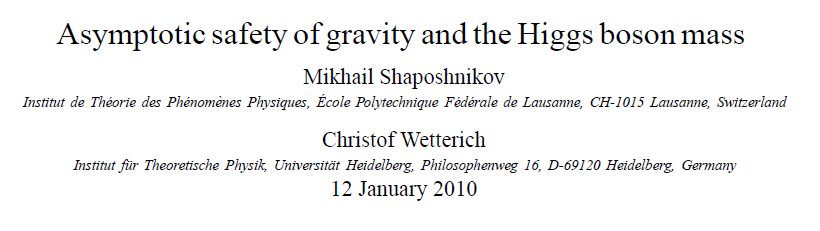 Asymptotic safety of gravity and the Higgs boson mass
Mikhail Shaposhnikov
Institut de Théorie des Phénomènes Physiques, École Polytechnique Fédérale de Lausanne, CH-1015 Lausanne, Switzerland
Christof Wetterich
Institut für Theoretische Physik, Universität Heidelberg, Philosophenweg 16, D-69120 Heidelberg, Germany
12 January 2010